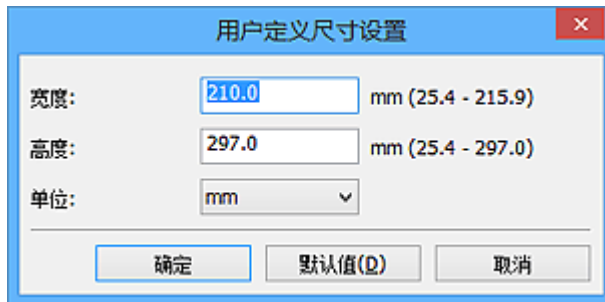 用户定义尺寸设置
宽度: 210.0 mm (25.4 - 215.9)
高度: 297.0 mm (25.4 - 297.0)
单位: mm
确定 默认值(D) 取消